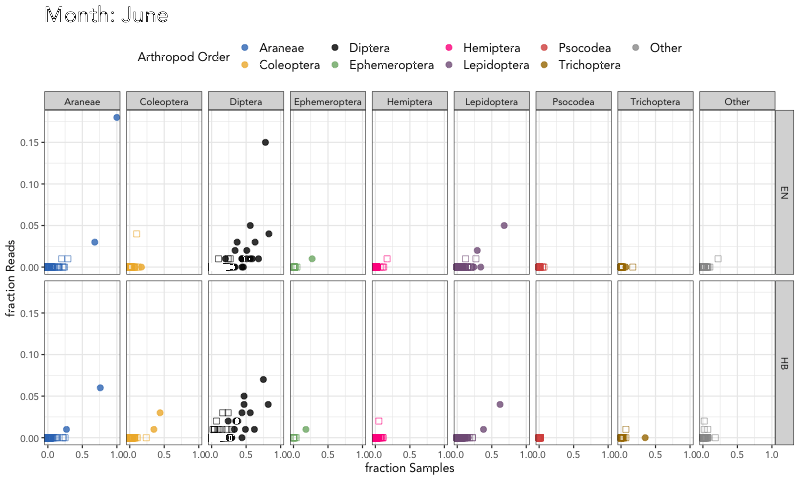 Month: June
Arthropod Order
Araneae Diptera Hemiptera Psocodea Other
Coleoptera Ephemeroptera Lepidoptera Trichoptera
Araneae Coleoptera Diptera Ephemeroptera Hemiptera Lepidoptera Psocodea Trichoptera Other
0.15
0.10
0.05
0.00
EN
fraction Reads
0.15
0.10
0.05
0.00
HB
0.0 0.5 1.0 0.0 0.5 1.0 0.0 0.5 1.0 0.0 0.5 1.0 0.0 0.5 1.0 0.0 0.5 1.0 0.0 0.5 1.0 0.0 0.5 1.0 0.0 0.5 1.0
fraction Samples